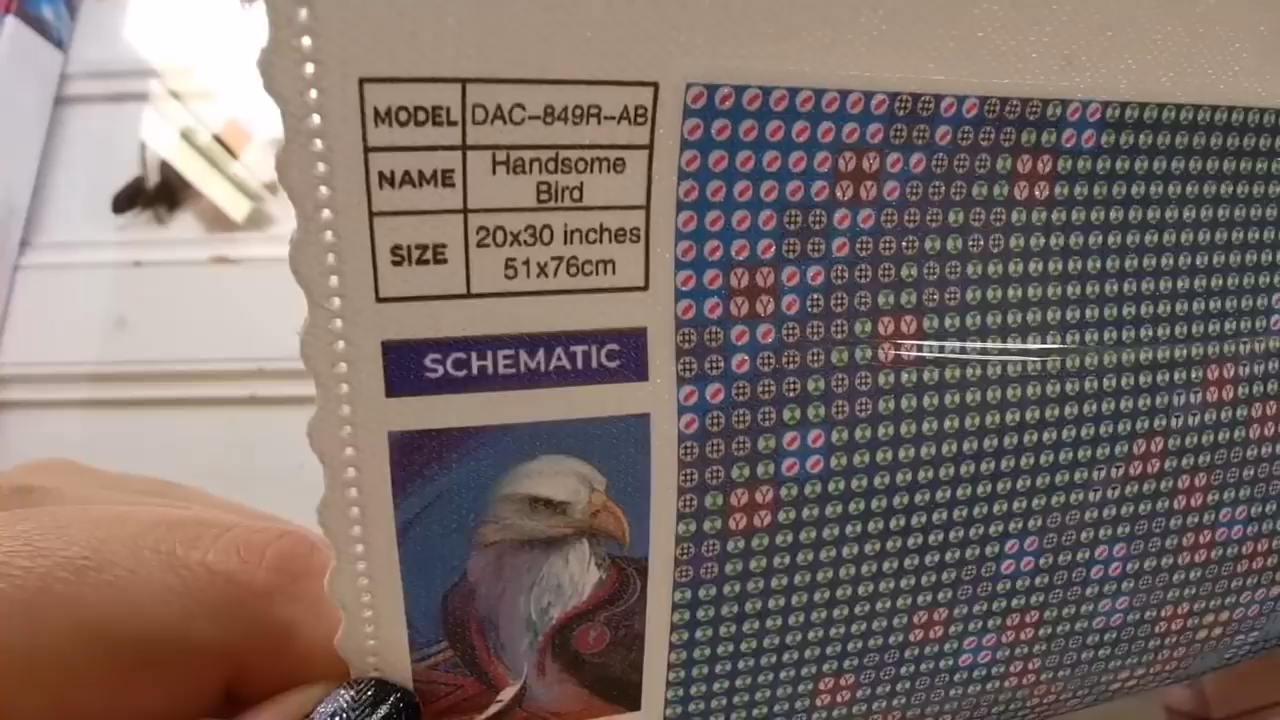 MODEL DAC-849R-AB
NAME Handsome
Bird
SIZE 20x30 inches
51x76cm
SCHEMATIC